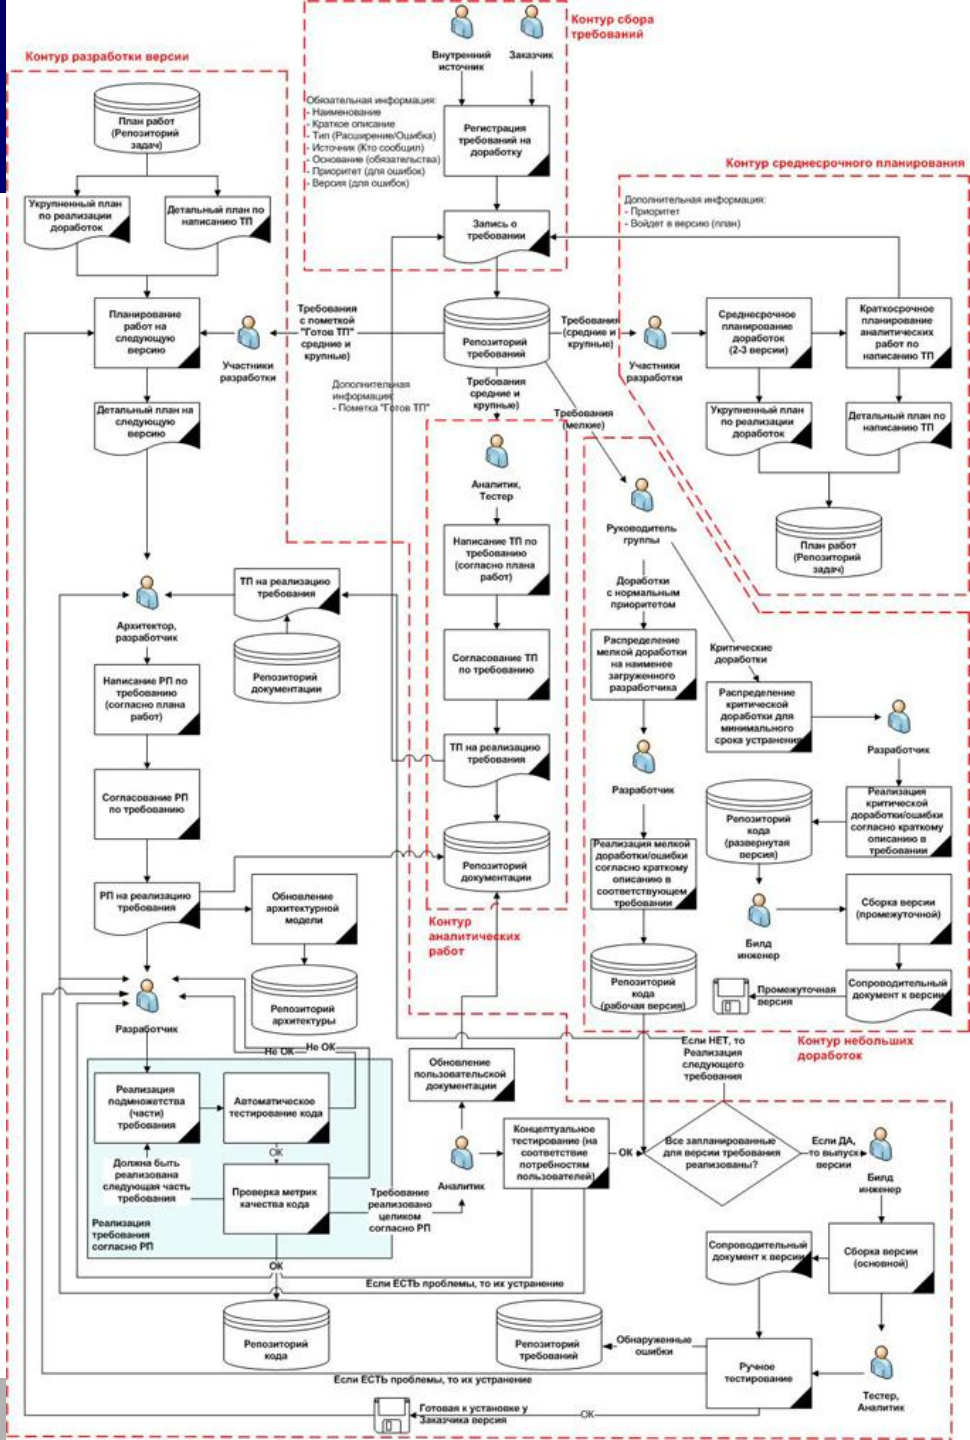 Контур сбора
требований
Внутренний
источник
Заказчик
Контур разработки версии
План работ
(Репозиторий
задач)
Обязательная информация:
- Наименование
- Краткое описание
- Тип (Расширение/Ошибка)
- Источник (Кто сообщил)
- Основание (обязательства)
- Приоритет (для ошибок)
- Версия (для ошибок)
Регистрация
требований на
доработку
Контур среднесрочного планирования
Укрупненный план
по реализации
доработок
Детальный план по
написанию ТП
Запись о
требовании
Дополнительная информация:
- Приоритет
- Войдет в версию (план)
Планирование
работ на
следующую
версию
Участники
разработки
Требования
с пометкой
"Готов ТП"
средние и
крупные)
Репозиторий
требований
Требования
(средние и
крупные)
Участники
разработки
Среднесрочное
планирование
доработок
(2-3 версии)
Краткосрочное
планирование
аналитических
работ по
написанию ТП
Дополнительная
информация:
- Пометка "Готов ТП"
Требования
средние и
крупные)
Требования
(мелкие)
Детальный план на
следующую
версию
Укрупненный план
по реализации
доработок
Детальный план по
написанию ТП
Аналитик,
Тестер
Руководитель
группы
План работ
(Репозиторий
задач)
Написание ТП по
требованию
(согласно плана
работ)
Архитектор,
разработчик
ТП на реализацию
требования
Репозиторий
документации
Доработки
с нормальным
приоритетом
Критические
доработки
Согласование ТП
по требованию
Распределение
мелкой доработки
на наименее
загруженного
разработчика
Распределение
критической
доработки для
минимального
срока устранения
Разработчик
Написание РП по
требованию
(согласно плана
работ)
ТП на реализацию
требования
Разработчик
Согласование РП
по требованию
Репозиторий
кода
(развернутая
версия)
Реализация
критической
доработки/ошибки
согласно краткому
описанию в
требовании
Репозиторий
документации
Реализация мелкой
доработки/ошибки
согласно краткому
описанию в
соответствующем
требовании
РП на реализацию
требования
Обновление
архитектурной
модели
Контур
аналитических
работ
Билд
инженер
Сборка версии
(промежуточной)
Разработчик
Репозиторий
архитектуры
Репозиторий
кода
(рабочая версия)
Промежуточная
версия
Сопроводительный
документ к версии
Контур небольших
доработок
Не ОК
Не ОК
Обновление
пользовательской
документации
Если НЕТ, то
Реализация
следующего
требования
Реализация
подмножетства
(части)
требования
Автоматическое
тестирование кода
ОК
Концептуальное
тестирование (на
соответствие
потребностям
пользователей)
ОК
Все запланированные
для версии требования
реализованы?
Если ДА,
то выпуск
версии
Билд
инженер
Должна быть
реализована
следующая часть
требования
Проверка метрик
качества кода
Требование
реализовано
целиком
согласно РП
Аналитик
Реализация
требования
согласно РП
ОК
Если ЕСТЬ проблемы, то их устранение
Сопроводительный
документ к версии
Сборка версии
(основной)
Репозиторий
кода
Репозиторий
требований
Обнаруженные
ошибки
Ручное
тестирование
Тестер,
Аналитик
Если ЕСТЬ проблемы, то их устранение
Готовая к установке у
Заказчика версия
ОК